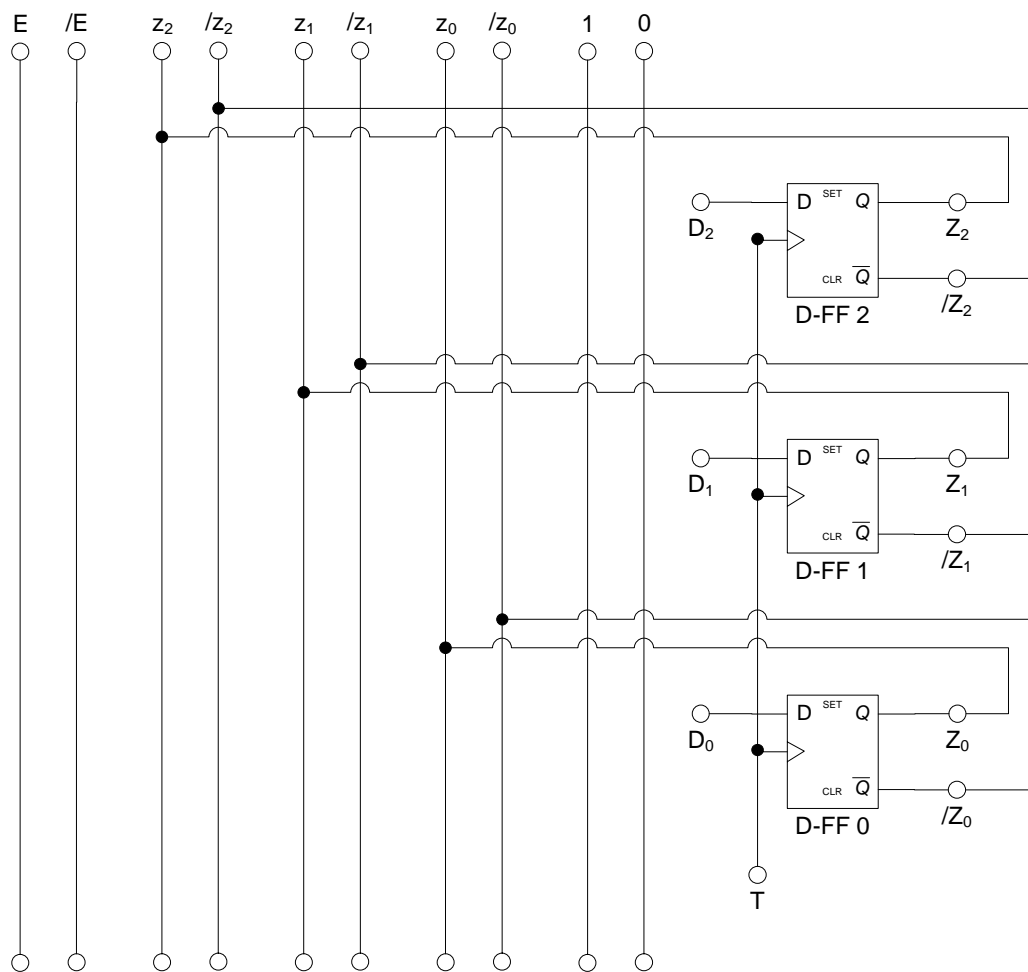 E /E z₂ /z₂ z₁ /z₁ z₀ /z₀ 1 0
D SET Q
D₂ Z₂
CLR Q̅
/Z₂
D-FF 2
D SET Q
D₁ Z₁
CLR Q̅
/Z₁
D-FF 1
D SET Q
D₀ Z₀
CLR Q̅
/Z₀
D-FF 0
T